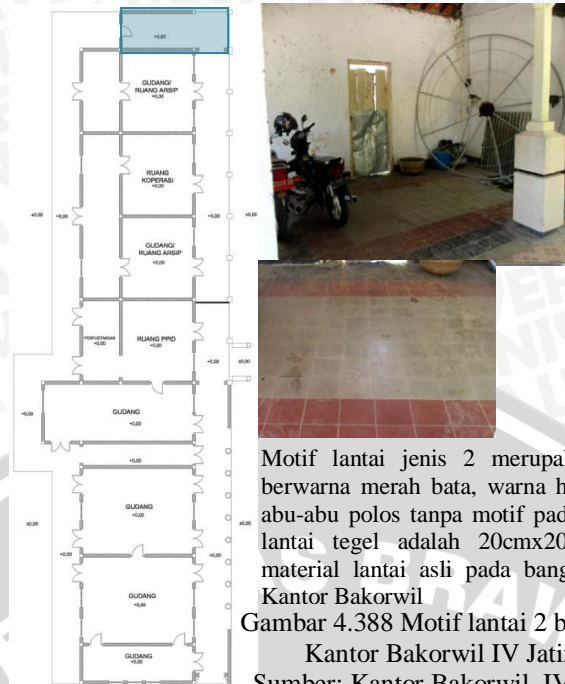 +0,00
GUDANG/
RUANG ARSIP
+0,00
RUANG
KOPERASI
+0,00
±0,00
+0,00
+0,00
±0,00
GUDANG/
RUANG ARSIP
+0,00
PERPUSTAKAAN
+0,00
RUANG PPID
+0,00
+0,00
±0,00
GUDANG
+0,00
+0,00
+0,00
GUDANG
+0,00
±0,00
±0,00
+0,00
+0,00
GUDANG
+0,00
GUDANG
+0,00
Motif lantai jenis 2 merupal
berwarna merah bata, warna h
abu-abu polos tanpa motif pad
lantai tegel adalah 20cmx20
material lantai asli pada bang
Kantor Bakorwil
Gambar 4.388 Motif lantai 2 b
Kantor Bakorwil IV Jatir
Sumber: Kantor Bakorwil IV